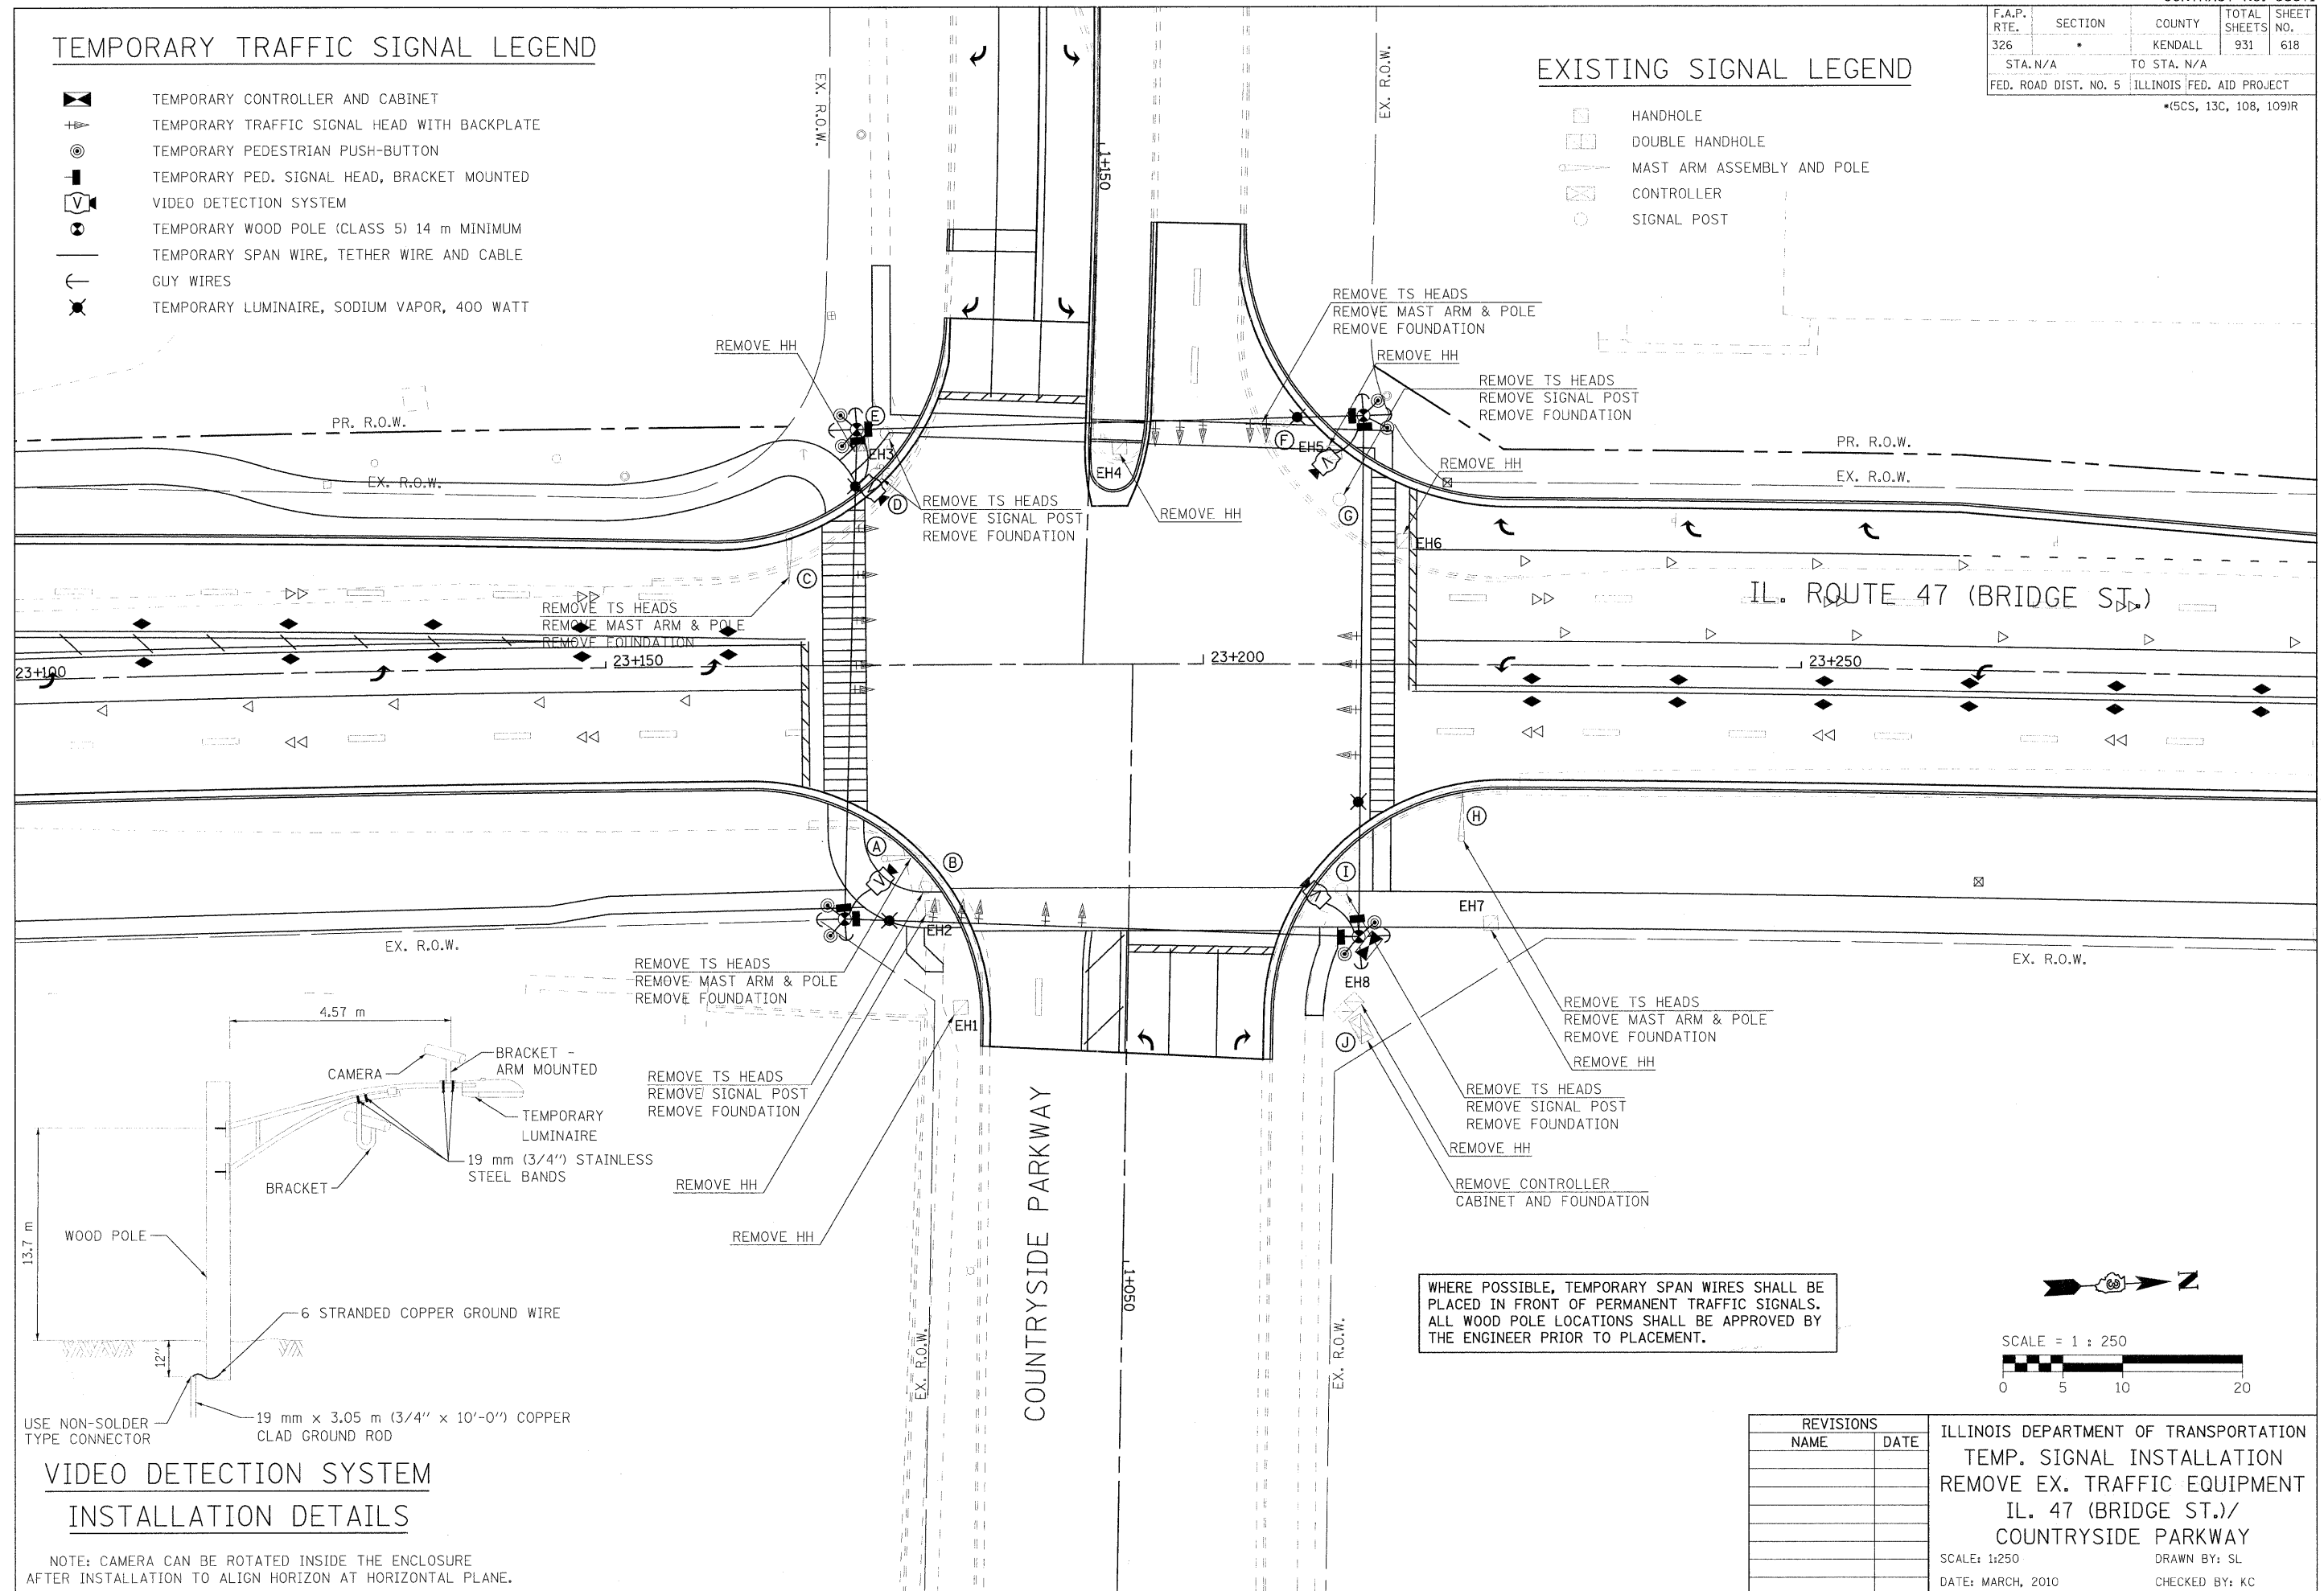 TEMPORARY TRAFFIC SIGNAL LEGEND
TEMPORARY CONTROLLER AND CABINET
TEMPORARY TRAFFIC SIGNAL HEAD WITH BACKPLATE
TEMPORARY PEDESTRIAN PUSH-BUTTON
TEMPORARY PED. SIGNAL HEAD, BRACKET MOUNTED
V
VIDEO DETECTION SYSTEM
TEMPORARY WOOD POLE (CLASS 5) 14 m MINIMUM
TEMPORARY SPAN WIRE, TETHER WIRE AND CABLE
GUY WIRES
TEMPORARY LUMINAIRE, SODIUM VAPOR, 400 WATT
EXISTING SIGNAL LEGEND
HANDHOLE
DOUBLE HANDHOLE
MAST ARM ASSEMBLY AND POLE
CONTROLLER
SIGNAL POST
F.A.P. RTE. SECTION COUNTY TOTAL SHEETS SHEET NO.
326 * KENDALL 931 618
STA. N/A TO STA. N/A
FED. ROAD DIST. NO. 5 ILLINOIS FED. AID PROJECT
*(5CS, 13C, 108, 109)R
EX. R.O.W.
EX. R.O.W.
1+150
REMOVE HH
REMOVE TS HEADS
REMOVE MAST ARM & POLE
REMOVE FOUNDATION
REMOVE HH
REMOVE TS HEADS
REMOVE SIGNAL POST
REMOVE FOUNDATION
PR. R.O.W.
EX. R.O.W.
PR. R.O.W.
EX. R.O.W.
E
EH3
D
EH4
F
EH5
V
G
REMOVE HH
EH6
REMOVE TS HEADS
REMOVE SIGNAL POST
REMOVE FOUNDATION
REMOVE HH
C
REMOVE TS HEADS
REMOVE MAST ARM & POLE
REMOVE FOUNDATION
IL. ROUTE 47 (BRIDGE ST.)
23+100
23+150
23+200
23+250
A
B
V
EH2
EH1
H
I
V
EH7
EH8
J
EX. R.O.W.
EX. R.O.W.
REMOVE TS HEADS
REMOVE MAST ARM & POLE
REMOVE FOUNDATION
REMOVE TS HEADS
REMOVE SIGNAL POST
REMOVE FOUNDATION
REMOVE HH
REMOVE HH
REMOVE TS HEADS
REMOVE MAST ARM & POLE
REMOVE FOUNDATION
REMOVE HH
REMOVE TS HEADS
REMOVE SIGNAL POST
REMOVE FOUNDATION
REMOVE HH
REMOVE CONTROLLER
CABINET AND FOUNDATION
COUNTRYSIDE PARKWAY
1+050
EX. R.O.W.
EX. R.O.W.
4.57 m
CAMERA
BRACKET -
ARM MOUNTED
TEMPORARY
LUMINAIRE
19 mm (3/4") STAINLESS
STEEL BANDS
BRACKET
WOOD POLE
13.7 m
6 STRANDED COPPER GROUND WIRE
12"
USE NON-SOLDER
TYPE CONNECTOR
19 mm x 3.05 m (3/4" x 10'-0") COPPER
CLAD GROUND ROD
VIDEO DETECTION SYSTEM
INSTALLATION DETAILS
NOTE: CAMERA CAN BE ROTATED INSIDE THE ENCLOSURE
AFTER INSTALLATION TO ALIGN HORIZON AT HORIZONTAL PLANE.
WHERE POSSIBLE, TEMPORARY SPAN WIRES SHALL BE
PLACED IN FRONT OF PERMANENT TRAFFIC SIGNALS.
ALL WOOD POLE LOCATIONS SHALL BE APPROVED BY
THE ENGINEER PRIOR TO PLACEMENT.
N
SCALE = 1 : 250
0 5 10 20
REVISIONS
NAME DATE
ILLINOIS DEPARTMENT OF TRANSPORTATION
TEMP. SIGNAL INSTALLATION
REMOVE EX. TRAFFIC EQUIPMENT
IL. 47 (BRIDGE ST.)/
COUNTRYSIDE PARKWAY
SCALE: 1:250 DRAWN BY: SL
DATE: MARCH, 2010 CHECKED BY: KC